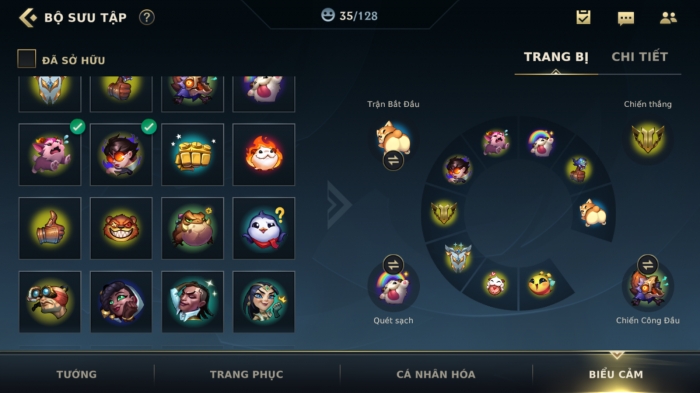 BỘ SƯU TẬP ?
35/128
ĐÃ SỞ HỮU
TRANG BỊ CHI TIẾT
Trận Bắt Đầu
Chiến thắng
Quét sạch
Chiến Công Đầu
TƯỚNG
TRANG PHỤC
CÁ NHÂN HÓA
BIỂU CẢM